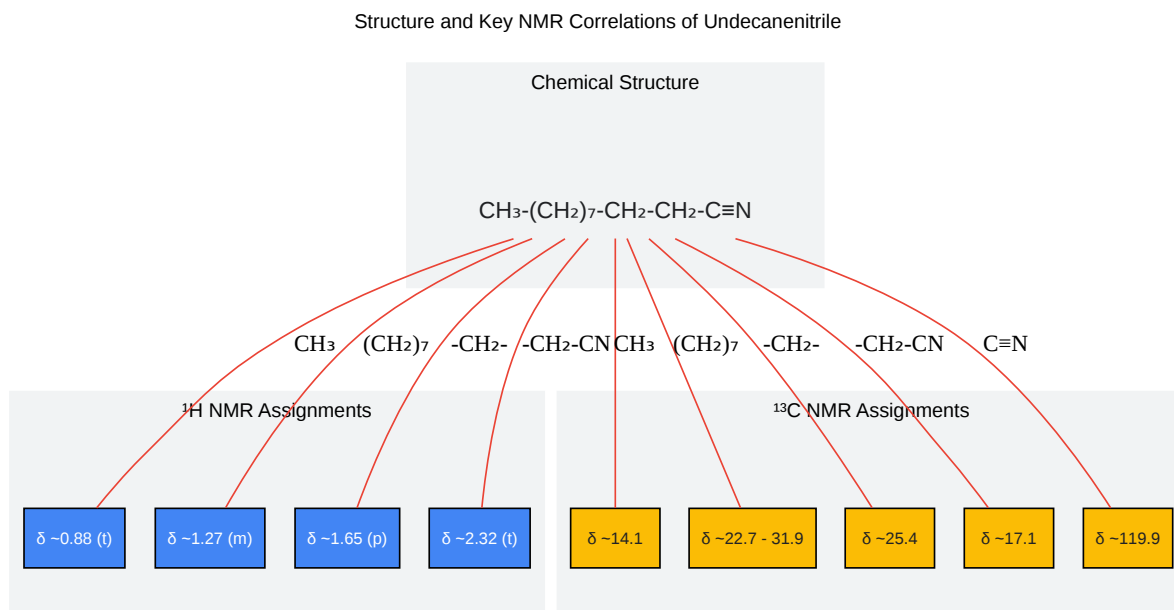 Structure and Key NMR Correlations of Undecanenitrile
Chemical Structure
CH₃-(CH₂)₇-CH₂-CH₂-C≡N
CH₃ (CH₂)₇ -CH₂- -CH₂-CN CH₃ (CH₂)₇ -CH₂- -CH₂-CN C≡N
¹H NMR Assignments
¹³C NMR Assignments
δ ~0.88 (t) δ ~1.27 (m) δ ~1.65 (p) δ ~2.32 (t) δ ~14.1 δ ~22.7 - 31.9 δ ~25.4 δ ~17.1 δ ~119.9